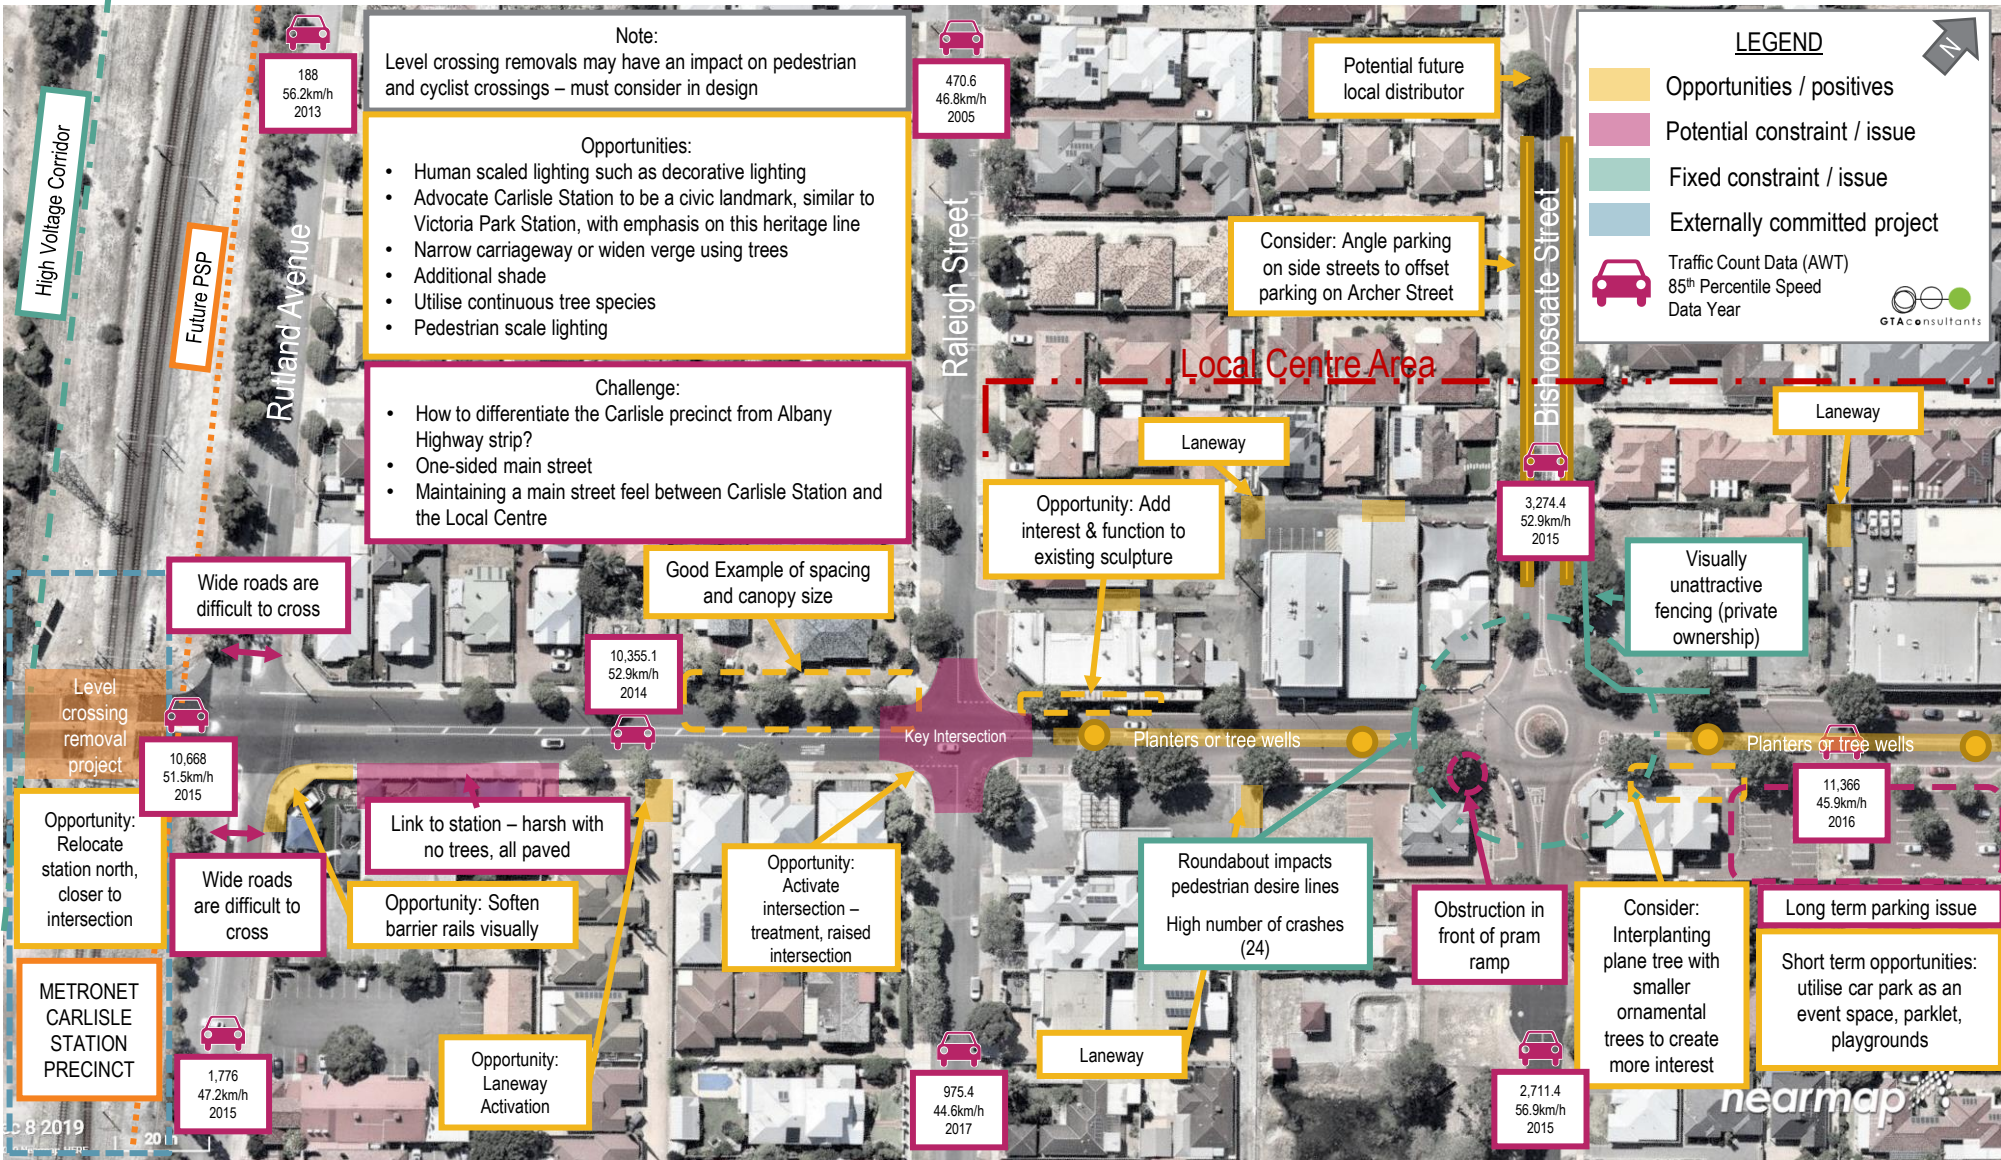 Note:
Level crossing removals may have an impact on pedestrian
and cyclist crossings – must consider in design
Opportunities:
• Human scaled lighting such as decorative lighting
• Advocate Carlisle Station to be a civic landmark, similar to
Victoria Park Station, with emphasis on this heritage line
• Narrow carriageway or widen verge using trees
• Additional shade
• Utilise continuous tree species
• Pedestrian scale lighting
Challenge:
• How to differentiate the Carlisle precinct from Albany
Highway strip?
• One-sided main street
• Maintaining a main street feel between Carlisle Station and
the Local Centre
188
56.2km/h
2013
470.6
46.8km/h
2005
Potential future
local distributor
LEGEND
N
Opportunities / positives
Potential constraint / issue
Fixed constraint / issue
Externally committed project
Traffic Count Data (AWT)
85th Percentile Speed
Data Year
GTAconsultants
High Voltage Corridor
Future PSP
Rutland Avenue
Raleigh Street
Bishopsgate Street
Consider: Angle parking
on side streets to offset
parking on Archer Street
Local Centre Area
Laneway
Laneway
Opportunity: Add
interest & function to
existing sculpture
3,274.4
52.9km/h
2015
Visually
unattractive
fencing (private
ownership)
Wide roads are
difficult to cross
Good Example of spacing
and canopy size
10,355.1
52.9km/h
2014
Level
crossing
removal
project
10,668
51.5km/h
2015
Key Intersection
Planters or tree wells
Planters or tree wells
11,366
45.9km/h
2016
Opportunity:
Relocate
station north,
closer to
intersection
Wide roads
are difficult to
cross
Link to station – harsh with
no trees, all paved
Opportunity: Soften
barrier rails visually
Opportunity:
Activate
intersection –
treatment, raised
intersection
Roundabout impacts
pedestrian desire lines
High number of crashes
(24)
Obstruction in
front of pram
ramp
Consider:
Interplanting
plane tree with
smaller
ornamental
trees to create
more interest
Long term parking issue
Short term opportunities:
utilise car park as an
event space, parklet,
playgrounds
METRONET
CARLISLE
STATION
PRECINCT
1,776
47.2km/h
2015
Opportunity:
Laneway
Activation
975.4
44.6km/h
2017
Laneway
2,711.4
56.9km/h
2015
nearmap
8 2019
20 m